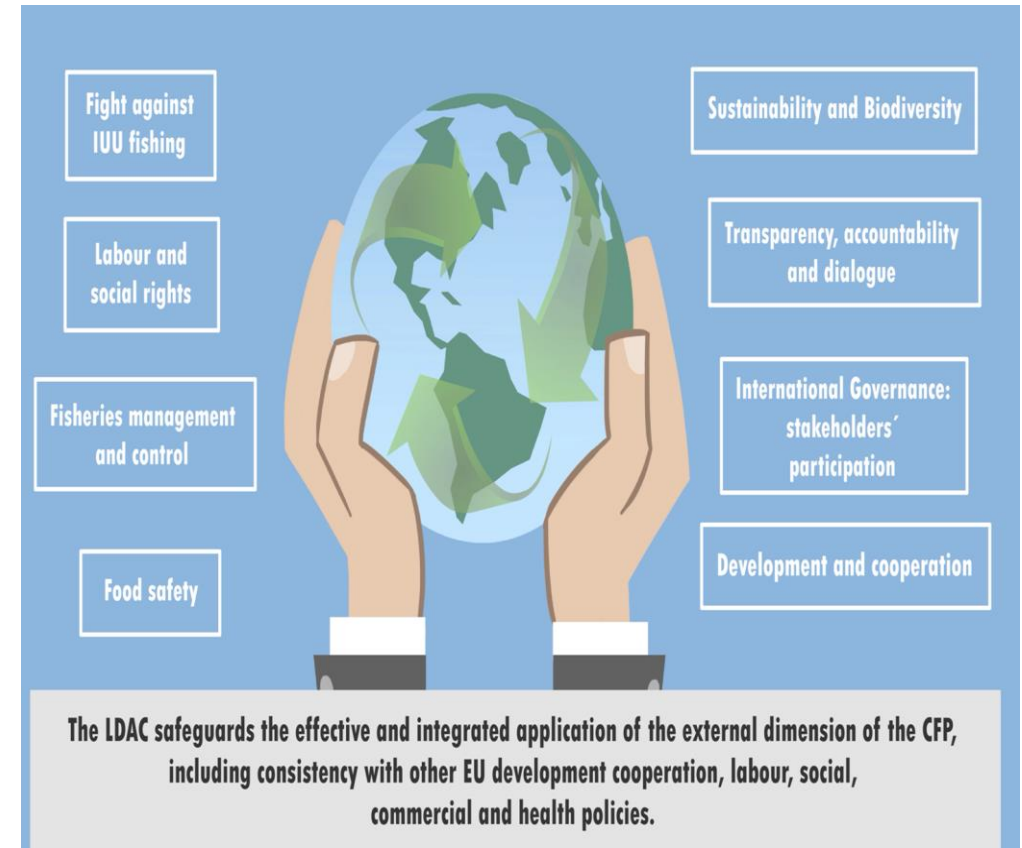 Fight against
IUU fishing
Labour and
social rights
Fisheries management
and control
Food safety
Sustainability and Biodiversity
Transparency, accountability
and dialogue
International Governance:
stakeholders´
participation
Development and cooperation
The LDAC safeguards the effective and integrated application of the external dimension of the CFP,
including consistency with other EU development cooperation, labour, social,
commercial and health policies.